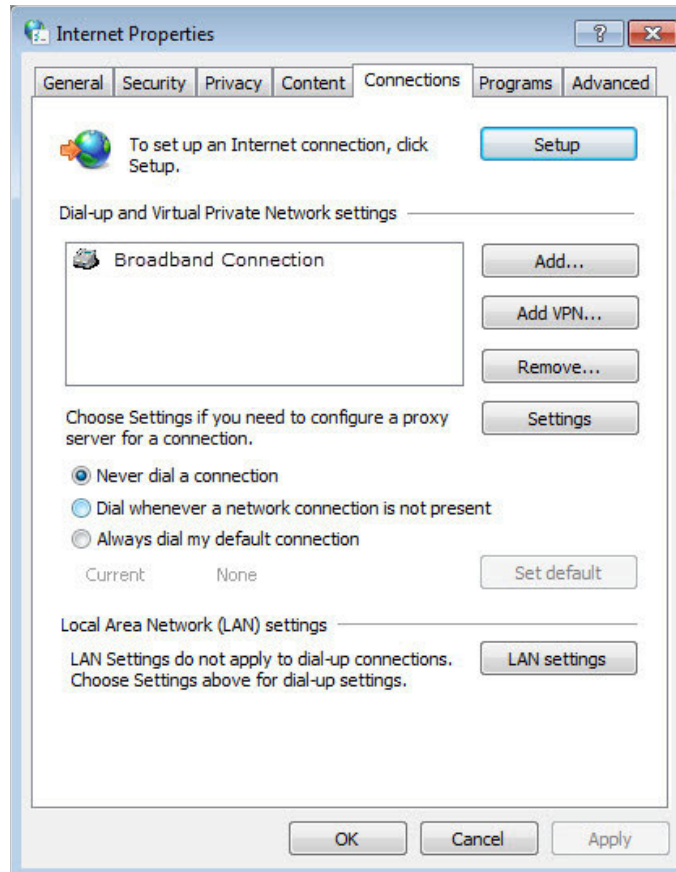 Internet Properties
General Security Privacy Content Connections Programs Advanced
To set up an Internet connection, click
Setup.
Setup
Dial-up and Virtual Private Network settings
Broadband Connection
Add...
Add VPN...
Remove...
Choose Settings if you need to configure a proxy
server for a connection.
Settings
Never dial a connection
Dial whenever a network connection is not present
Always dial my default connection
Current None
Set default
Local Area Network (LAN) settings
LAN Settings do not apply to dial-up connections.
Choose Settings above for dial-up settings.
LAN settings
OK Cancel Apply